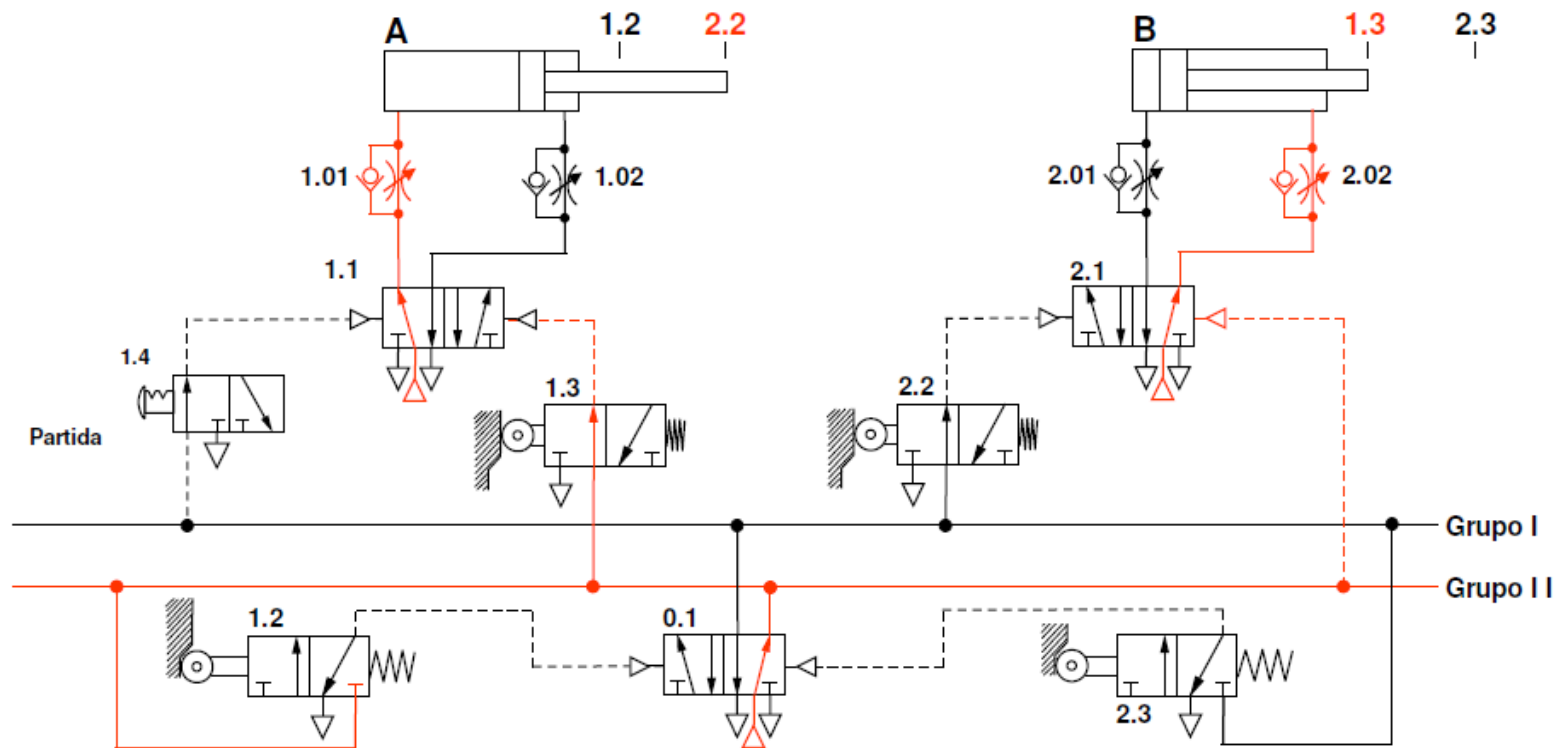 A 1.2 2.2 B 1.3 2.3
1.01 1.02 2.01 2.02
1.1 2.1
1.4 1.3 2.2
Partida
Grupo I
Grupo I I
1.2 0.1 2.3